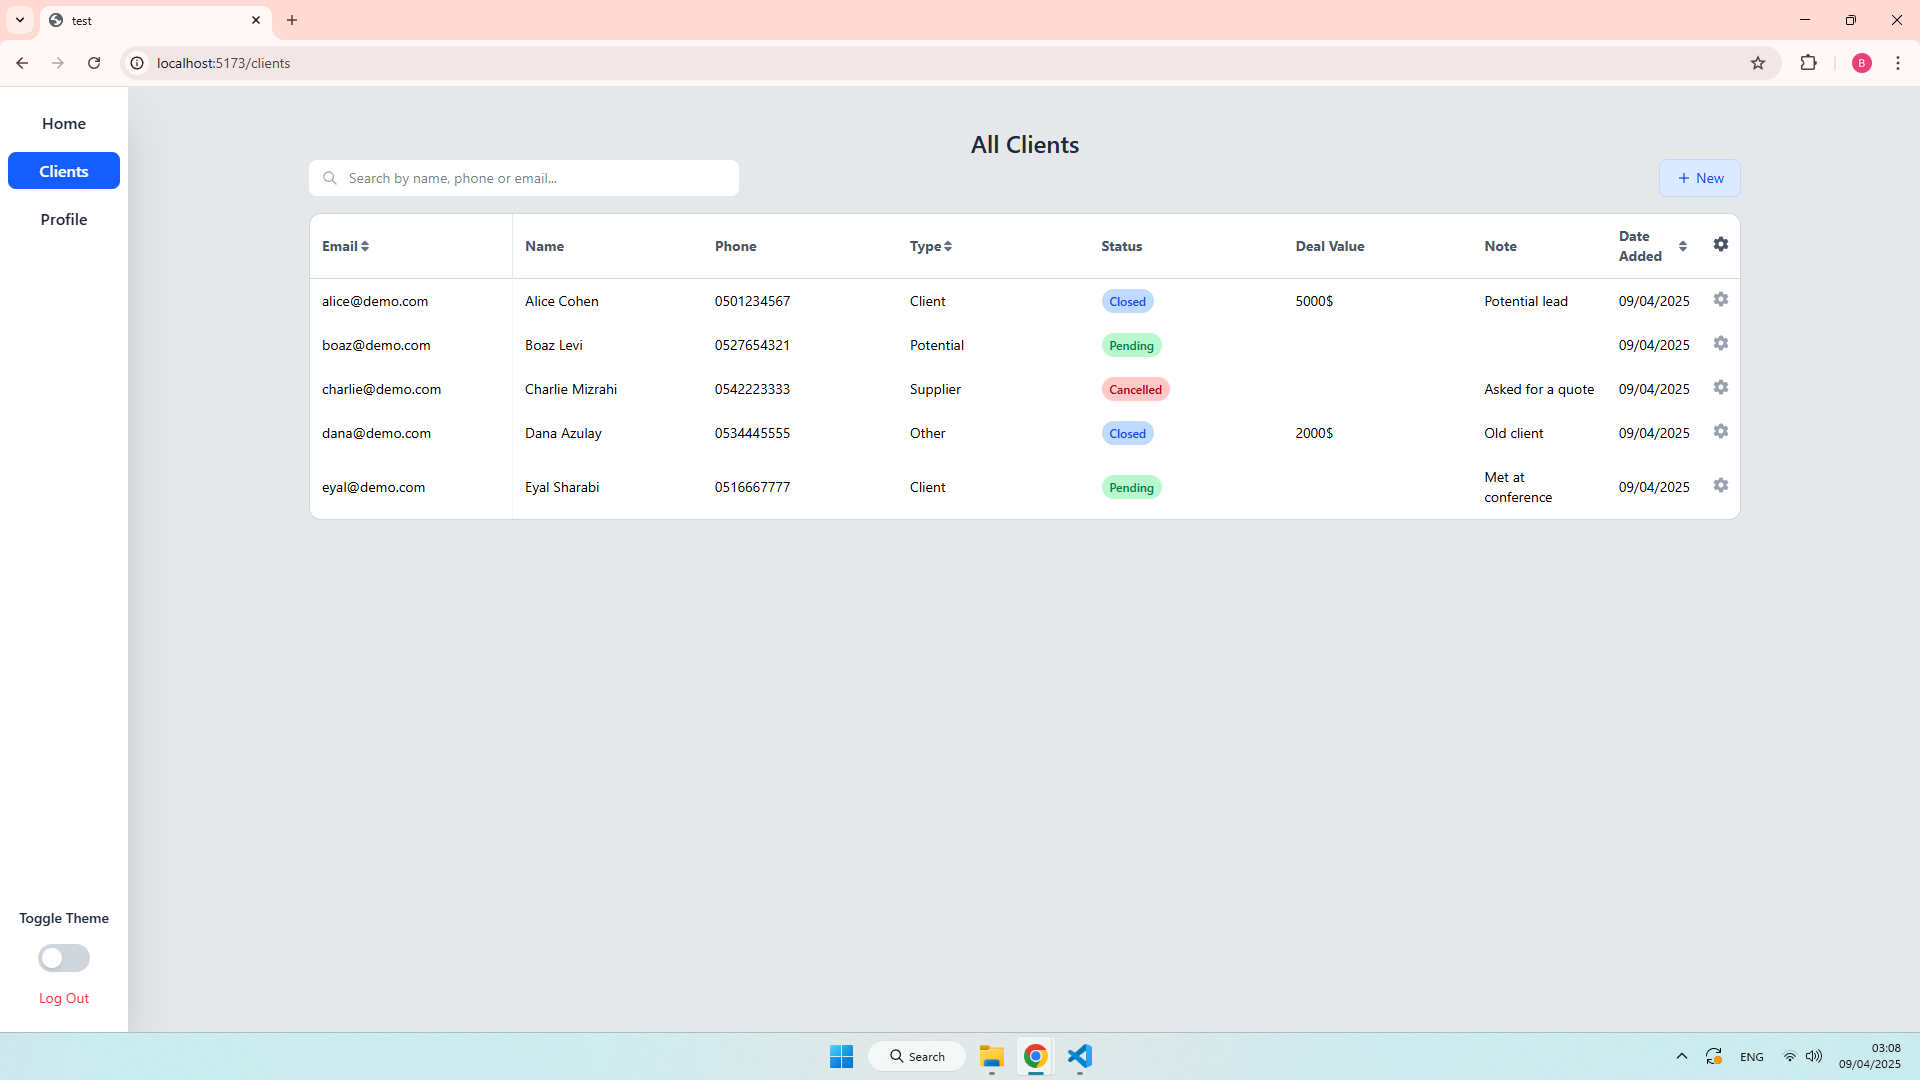 test
localhost:5173/clients
B
Home
Clients
Profile
All Clients
Search by name, phone or email...
+ New
Email Name Phone Type Status Deal Value Note Date Added
alice@demo.com Alice Cohen 0501234567 Client Closed 5000$ Potential lead 09/04/2025
boaz@demo.com Boaz Levi 0527654321 Potential Pending 09/04/2025
charlie@demo.com Charlie Mizrahi 0542223333 Supplier Cancelled Asked for a quote 09/04/2025
dana@demo.com Dana Azulay 0534445555 Other Closed 2000$ Old client 09/04/2025
eyal@demo.com Eyal Sharabi 0516667777 Client Pending Met at conference 09/04/2025
Toggle Theme
Log Out
Search
ENG
03:08
09/04/2025